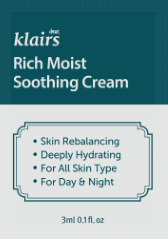 dear,
klairs
Rich Moist
Soothing Cream
• Skin Rebalancing
• Deeply Hydrating
• For All Skin Type
• For Day & Night
3ml 0.1fl. oz